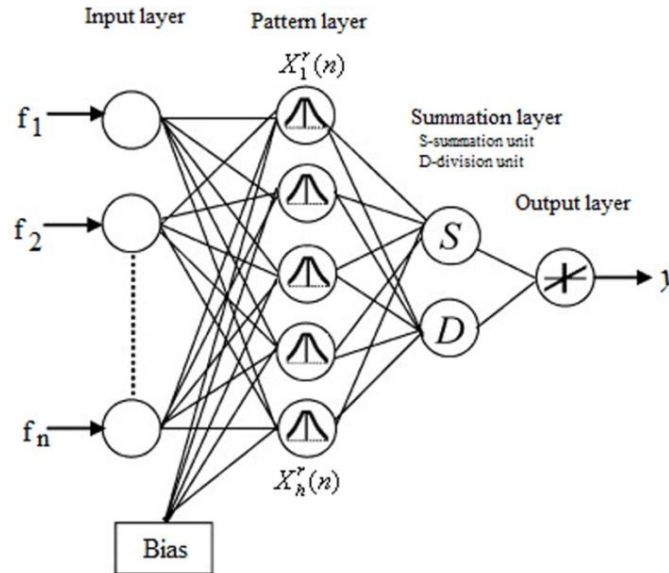 Input layer
Pattern layer
X₁ʳ(n)
f₁
Summation layer
S-summation unit
D-division unit
f₂
Output layer
S
y
D
fₙ
Xₕʳ(n)
Bias